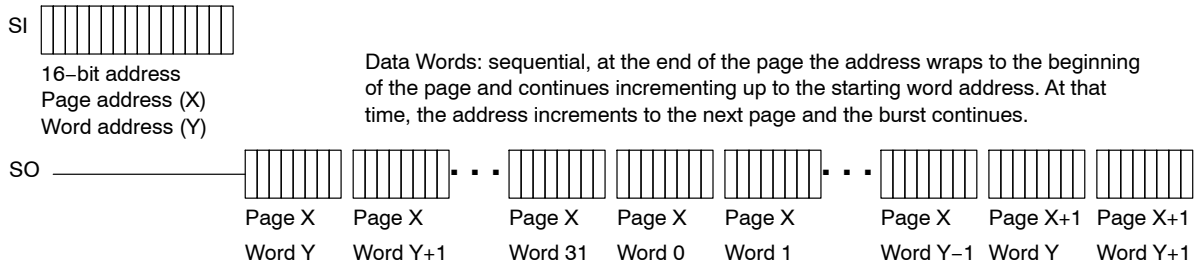 SI
16−bit address
Page address (X)
Word address (Y)
Data Words: sequential, at the end of the page the address wraps to the beginning
of the page and continues incrementing up to the starting word address. At that
time, the address increments to the next page and the burst continues.
SO
Page X Page X Page X Page X Page X Page X Page X+1 Page X+1
Word Y Word Y+1 Word 31 Word 0 Word 1 Word Y−1 Word Y Word Y+1